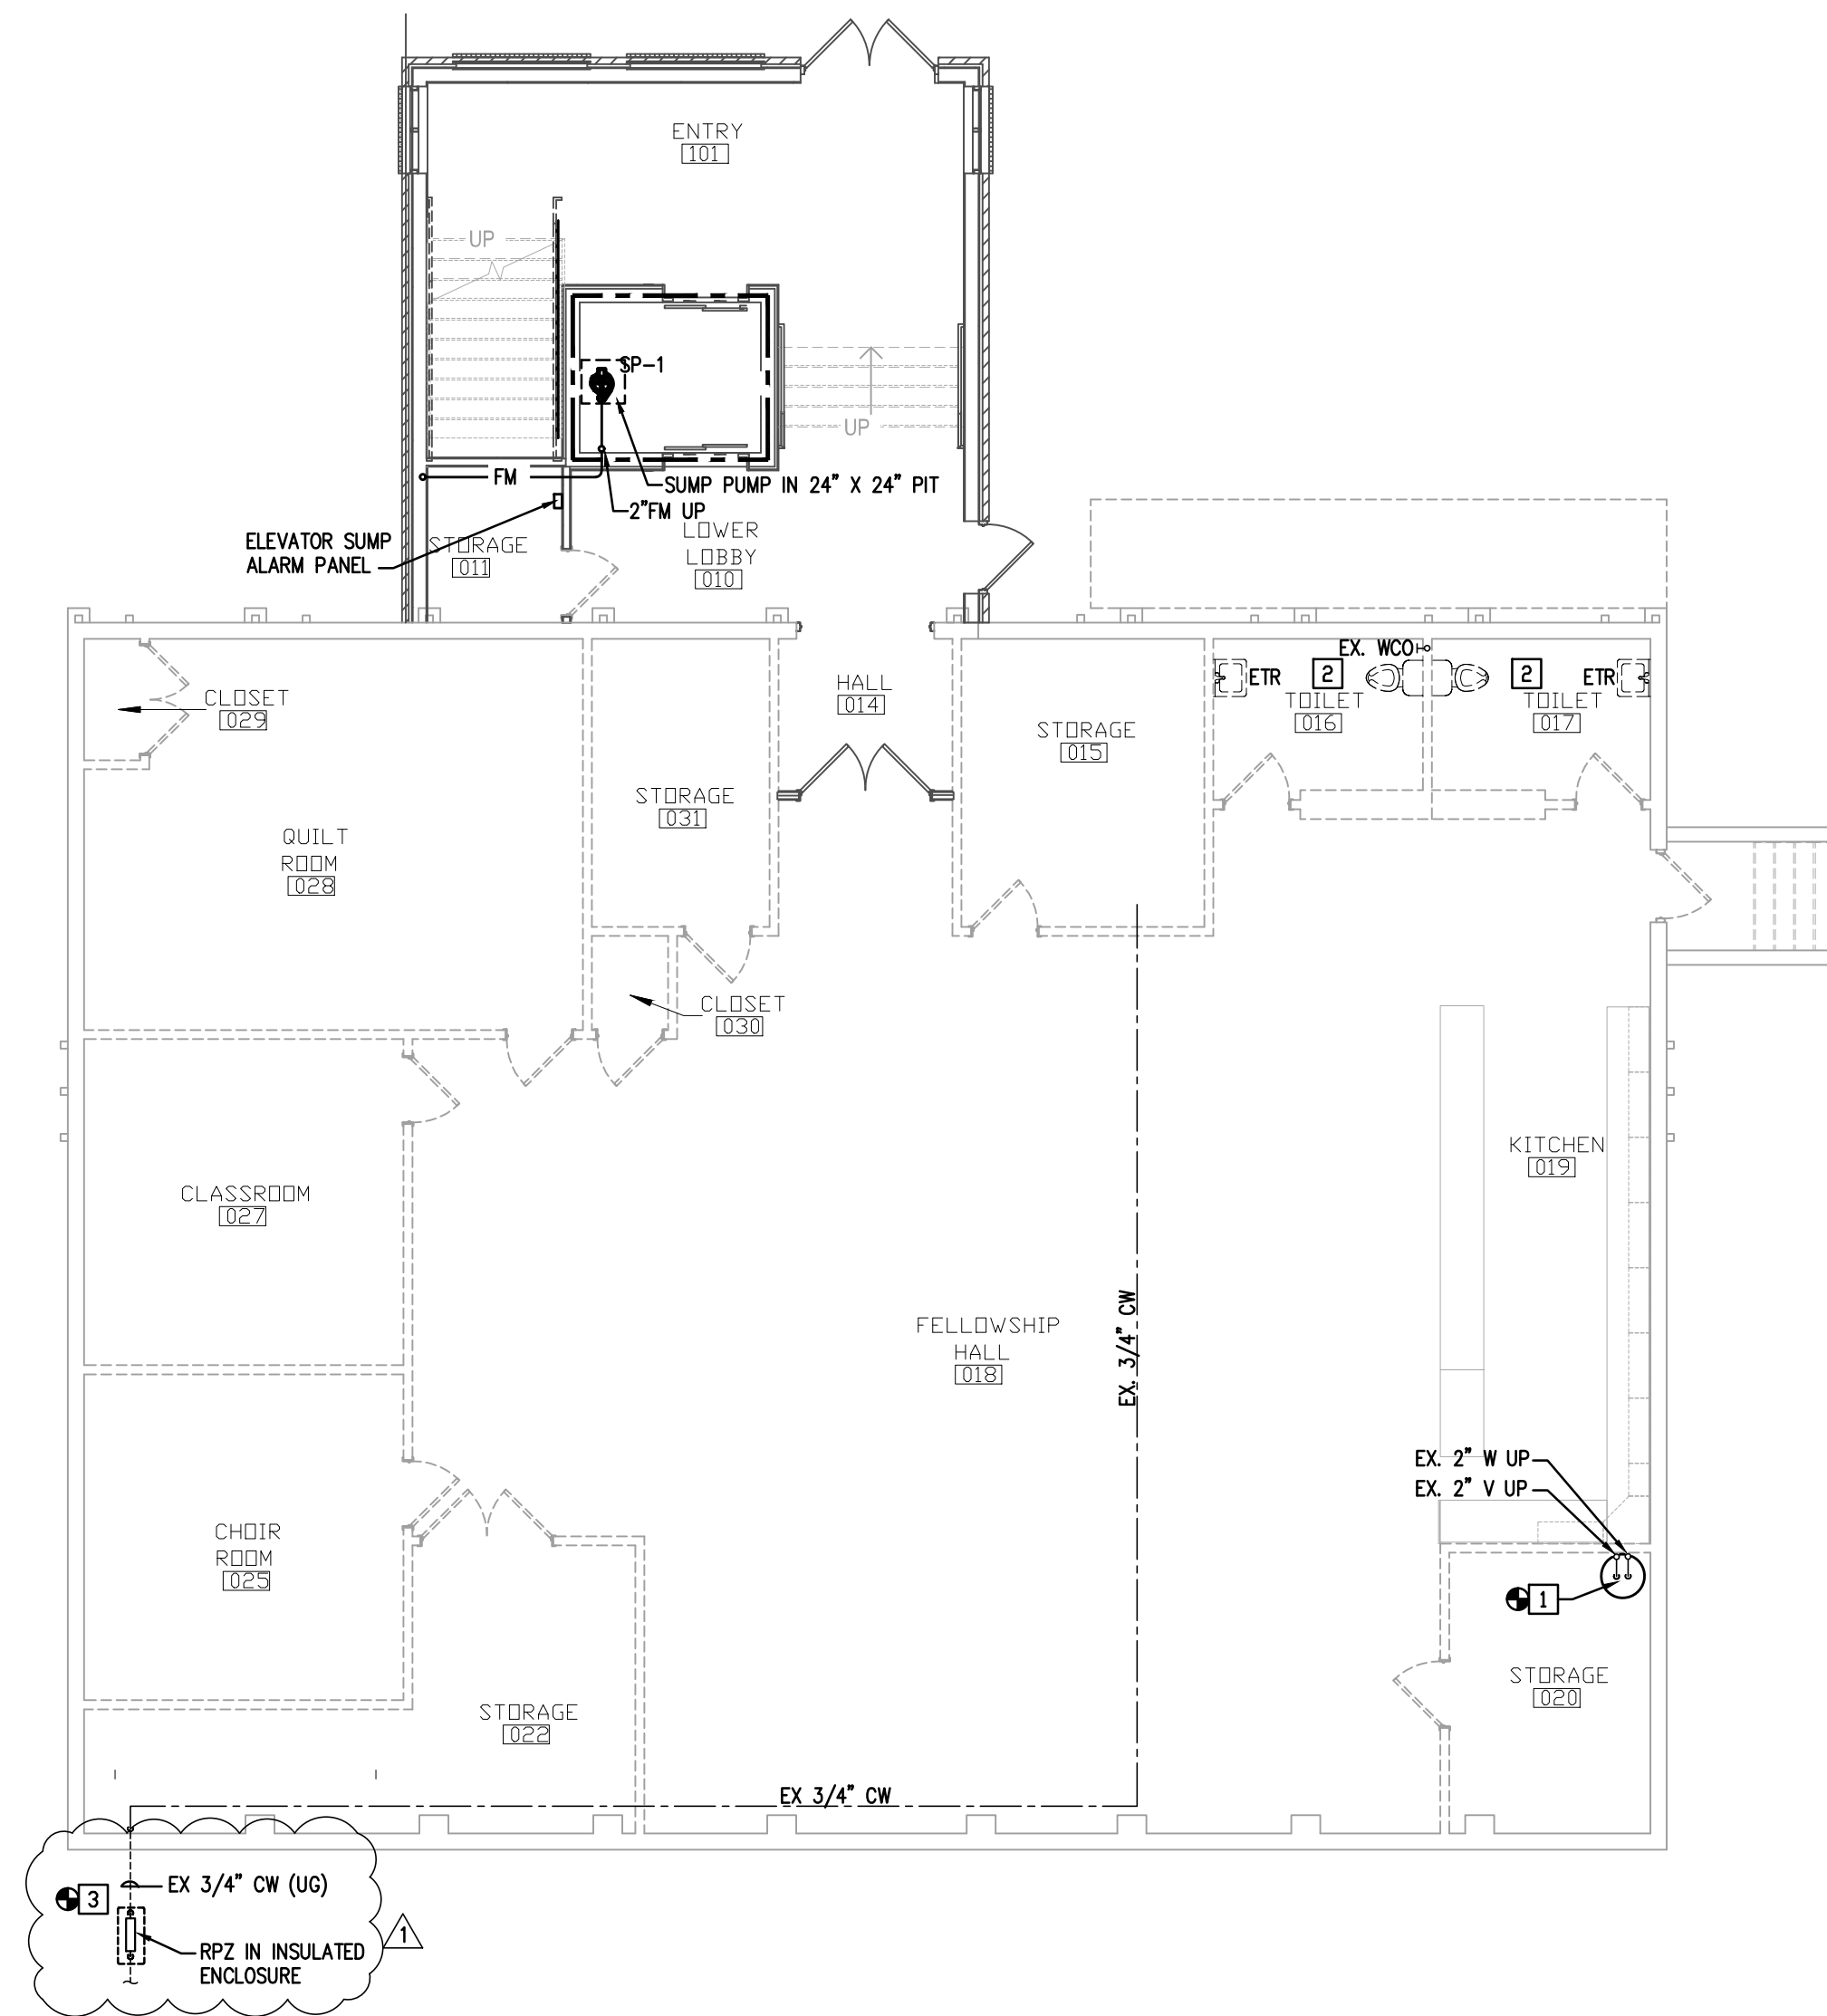 ENTRY
101
UP
SP-1
UP
FM
SUMP PUMP IN 24" X 24" PIT
2"FM UP
ELEVATOR SUMP
ALARM PANEL
STORAGE
011
LOWER
LOBBY
010
EX. WCO
ETR
2
2
ETR
TOILET
016
TOILET
017
CLOSET
029
HALL
014
STORAGE
015
STORAGE
031
QUILT
ROOM
028
CLOSET
030
KITCHEN
019
CLASSROOM
027
FELLOWSHIP
HALL
018
EX. 3/4" CW
EX. 2" W UP
EX. 2" V UP
CHOIR
ROOM
025
1
STORAGE
020
STORAGE
022
EX 3/4" CW
EX 3/4" CW (UG)
3
RPZ IN INSULATED
ENCLOSURE
1